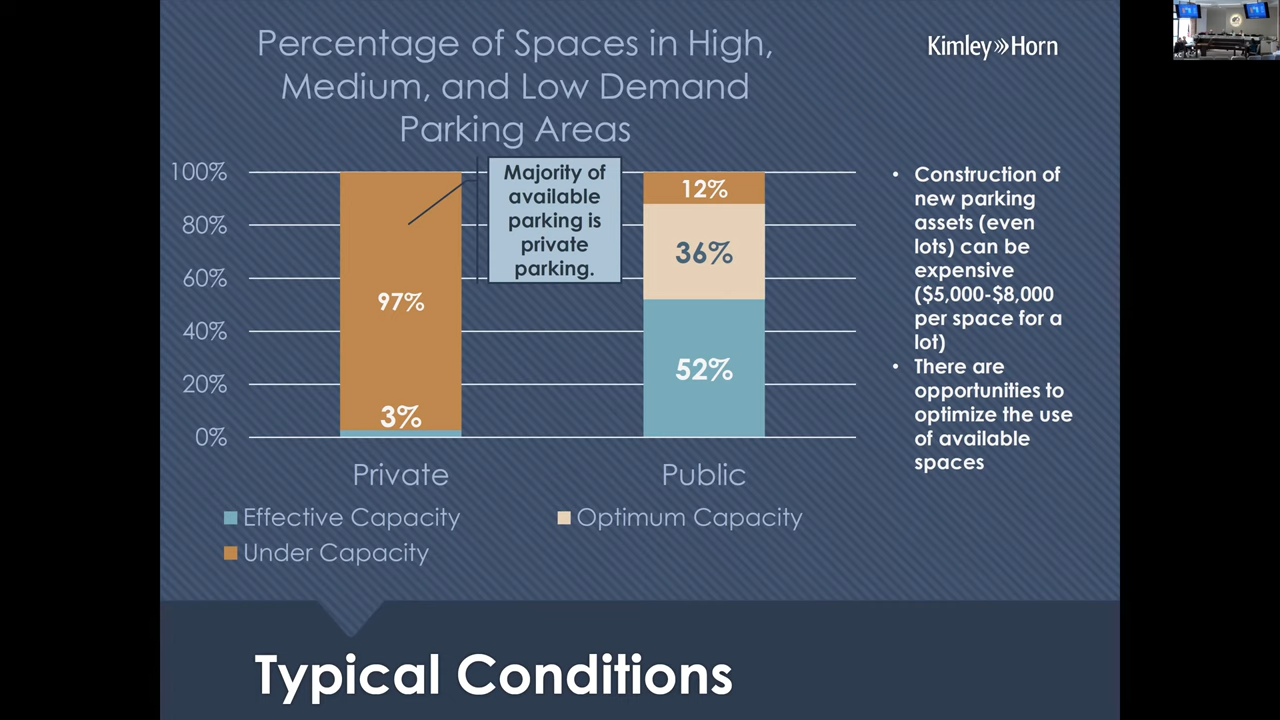 Percentage of Spaces in High,
Medium, and Low Demand
Parking Areas
Kimley»Horn
100%
80%
60%
40%
20%
0%
97%
3%
Majority of
available
parking is
private
parking.
12%
36%
52%
Private
Public
Effective Capacity
Optimum Capacity
Under Capacity
• Construction of
new parking
assets (even
lots) can be
expensive
($5,000-$8,000
per space for a
lot)
• There are
opportunities to
optimize the use
of available
spaces
Typical Conditions